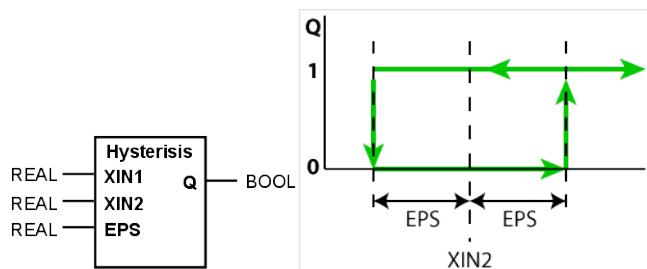 Hysterisis
REAL XIN1
Q BOOL
REAL XIN2
REAL EPS
Q
1
0
EPS EPS
XIN2